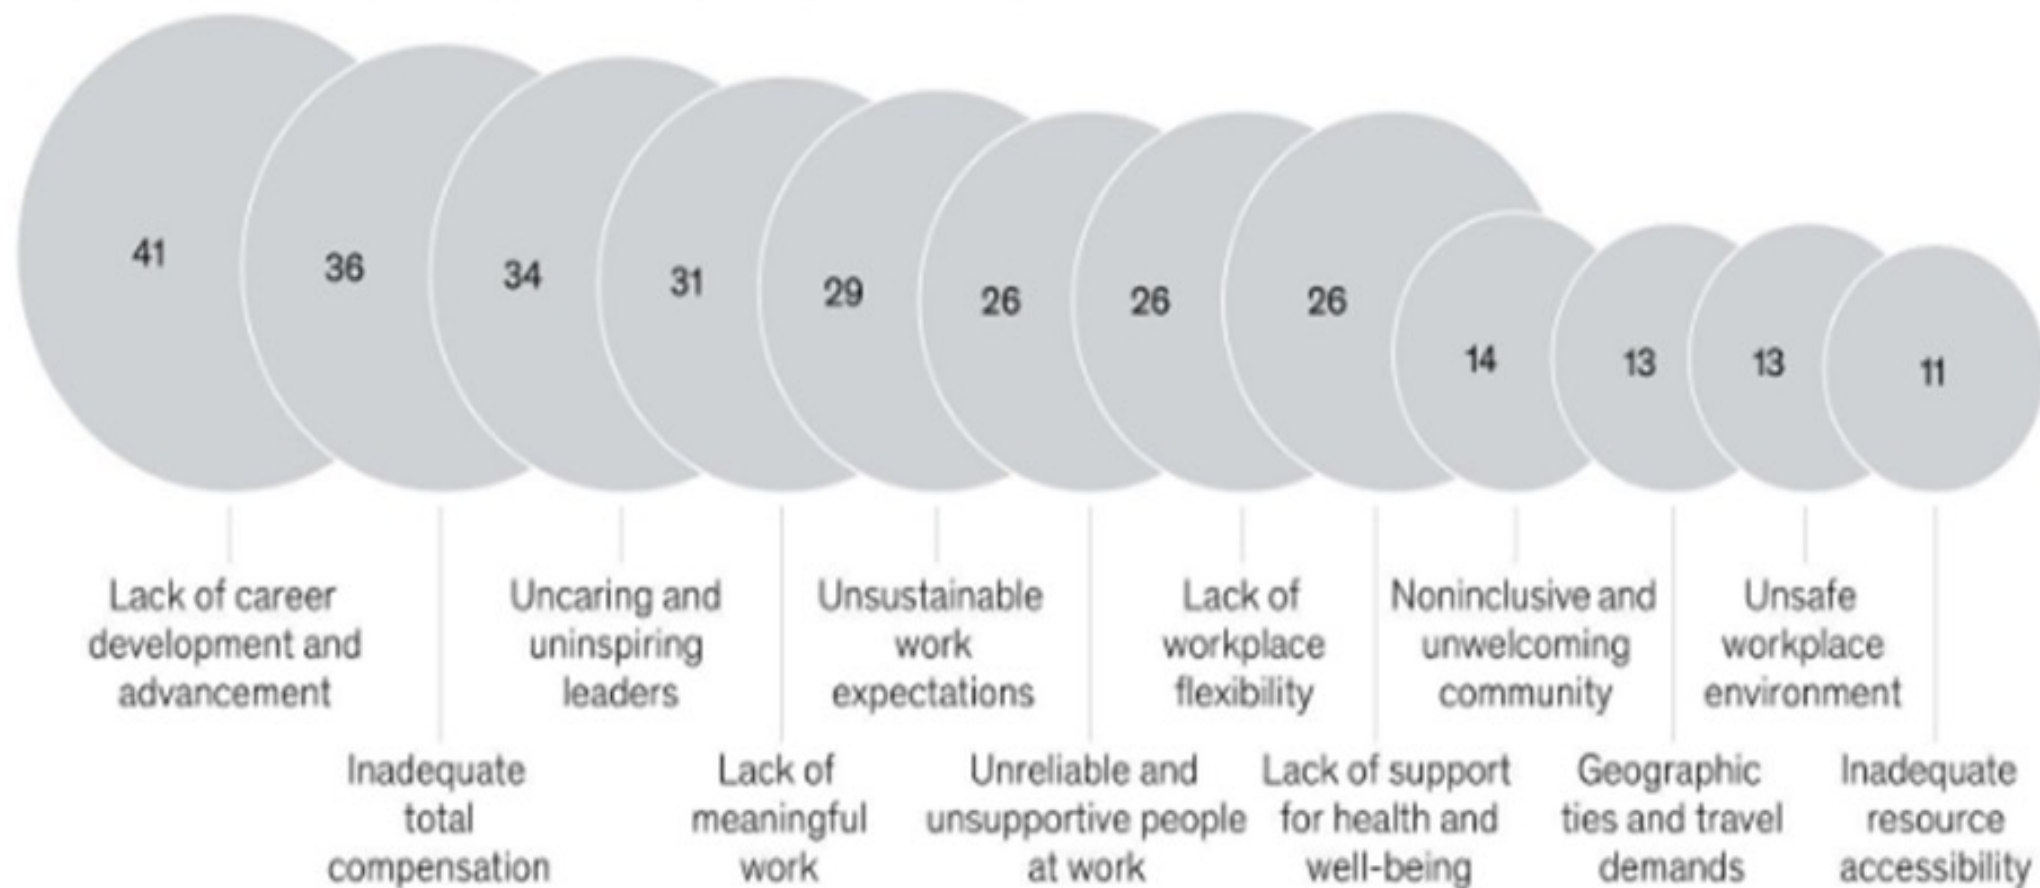 41
36
34
31
29
26
26
26
14
13
13
11
Lack of career
development and
advancement
Inadequate
total
compensation
Uncaring and
uninspiring
leaders
Lack of
meaningful
work
Unsustainable
work
expectations
Unreliable and
unsupportive people
at work
Lack of
workplace
flexibility
Lack of support
for health and
well-being
Noninclusive and
unwelcoming
community
Geographic
ties and travel
demands
Unsafe
workplace
environment
Inadequate
resource
accessibility